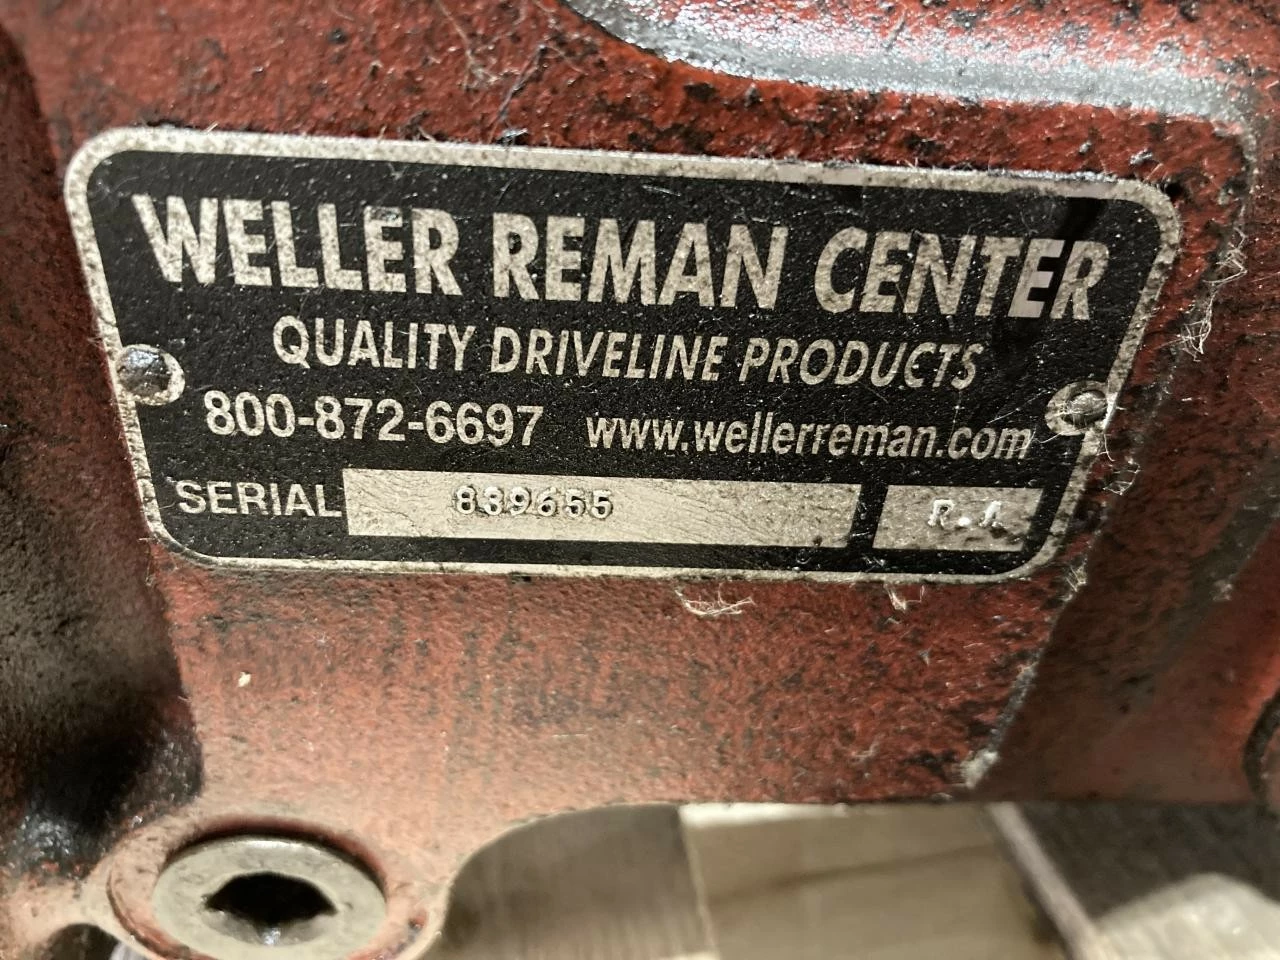 WELLER REMAN CENTER
QUALITY DRIVELINE PRODUCTS
800-872-6697 www.wellerreman.com
SERIAL 839655 R.A